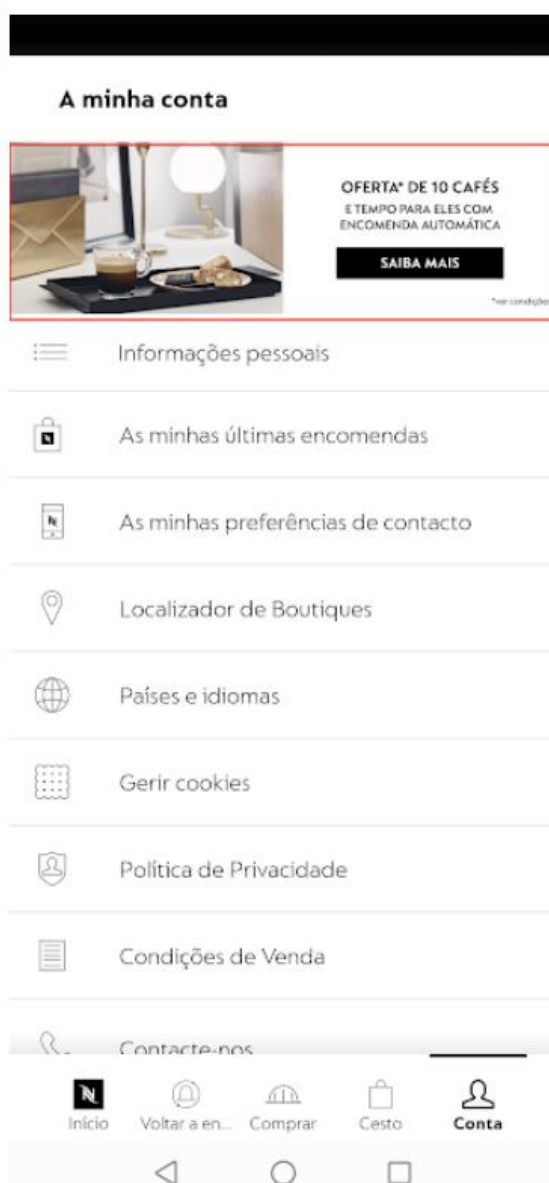 A minha conta
OFERTA* DE 10 CAFÉS
E TEMPO PARA ELES COM
ENCOMENDA AUTOMÁTICA
SAIBA MAIS
*ver condições
Informações pessoais
As minhas últimas encomendas
As minhas preferências de contacto
Localizador de Boutiques
Países e idiomas
Gerir cookies
Política de Privacidade
Condições de Venda
Contacte-nos
Início
Voltar a en...
Comprar
Cesto
Conta